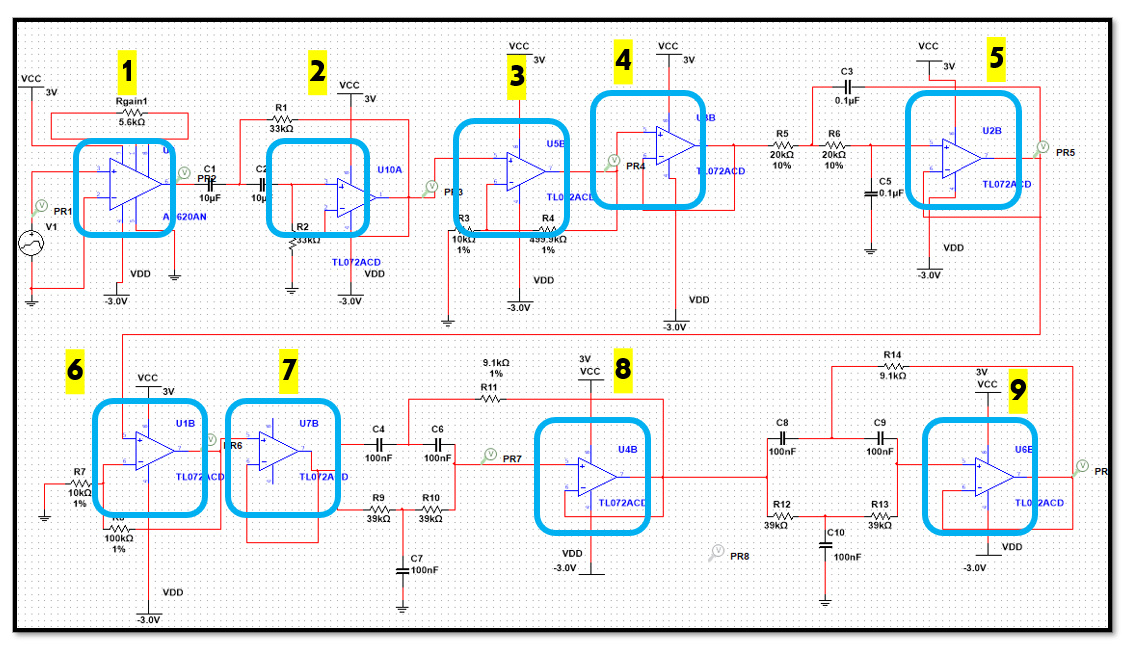 1
VCC
3V
Rgain1
5.6kΩ
PR1
V1
AD620AN
VDD
-3.0V
C1
PR2
10µF
C2
10µ
2
VCC
3V
R1
33kΩ
U10A
R2
33kΩ
TL072ACD
VDD
-3.0V
PR3
3
VCC
3V
U5B
TL072ACD
R3
10kΩ
1%
R4
499.9kΩ
1%
VDD
-3.0V
PR4
4
VCC
3V
TL072ACD
VDD
-3.0V
R5
20kΩ
10%
R6
20kΩ
10%
C3
0.1µF
C5
0.1µF
5
VCC
3V
U2B
TL072ACD
VDD
-3.0V
PR5
6
VCC
3V
U1B
TL072ACD
PR6
R7
10kΩ
1%
100kΩ
1%
VDD
-3.0V
7
U7B
TL072ACD
C4
100nF
C6
100nF
9.1kΩ
1%
R11
R9
39kΩ
R10
39kΩ
C7
100nF
PR7
8
3V
VCC
U4B
TL072ACD
VDD
-3.0V
PR8
C8
100nF
C9
100nF
R14
9.1kΩ
R12
39kΩ
R13
39kΩ
C10
100nF
9
3V
VCC
TL072ACD
VDD
-3.0V
PR